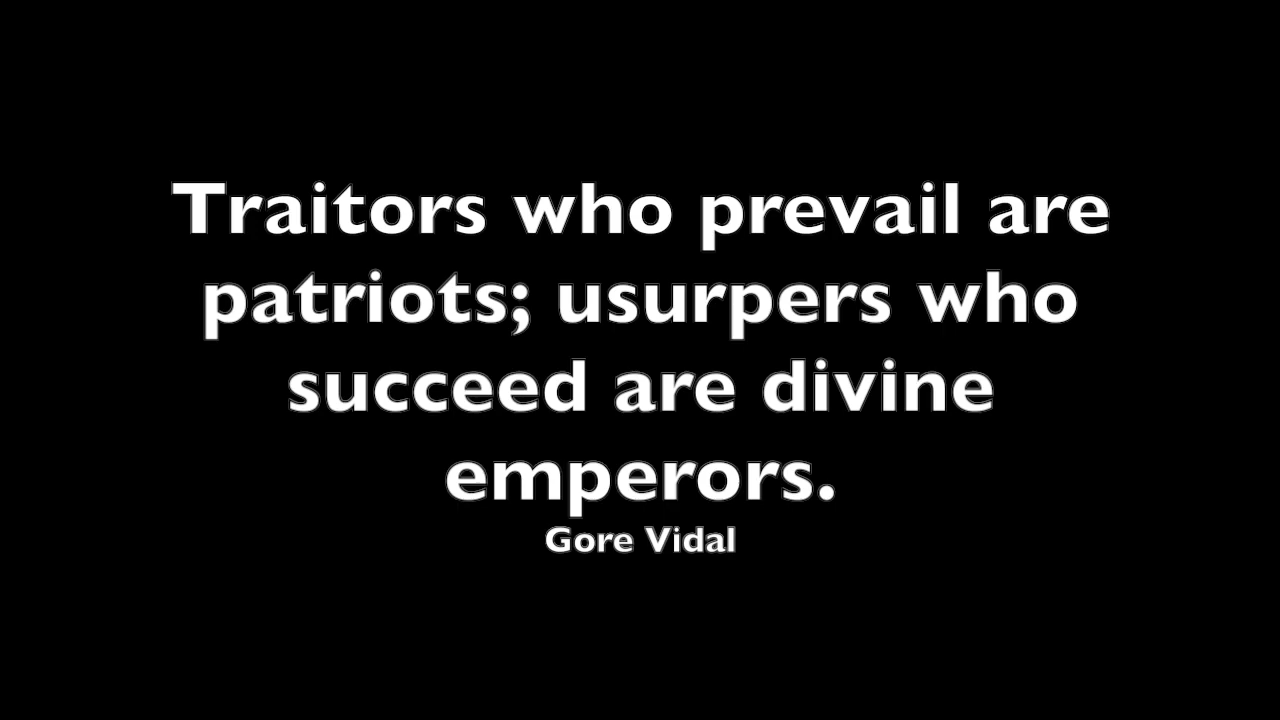 Traitors who prevail are
patriots; usurpers who
succeed are divine
emperors.
Gore Vidal